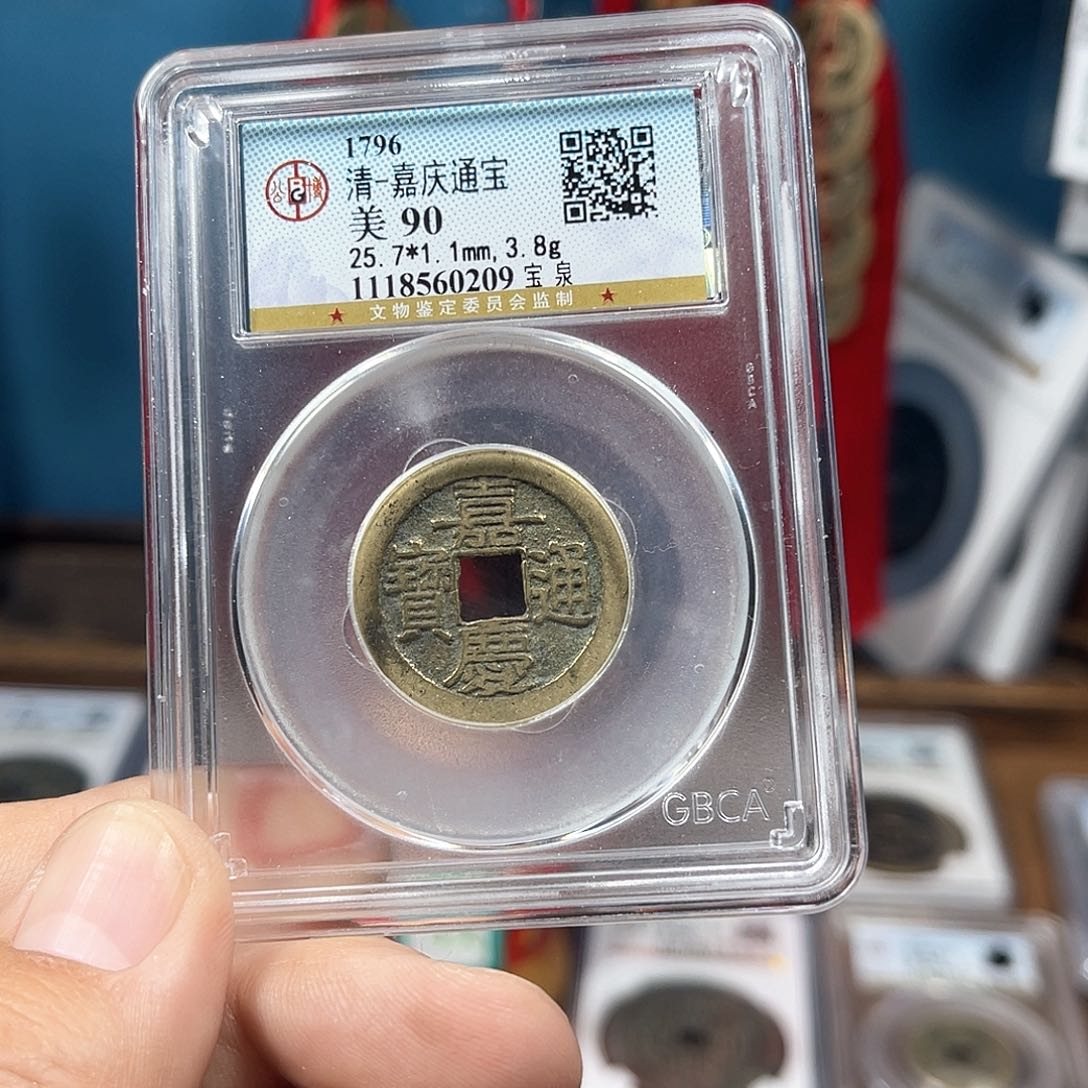 1796
清-嘉庆通宝
美 90
25.7*1.1mm,3.8g
1118560209 宝泉
★ 文物鉴定委员会监制 ★
嘉
寶 通
慶
GBCA